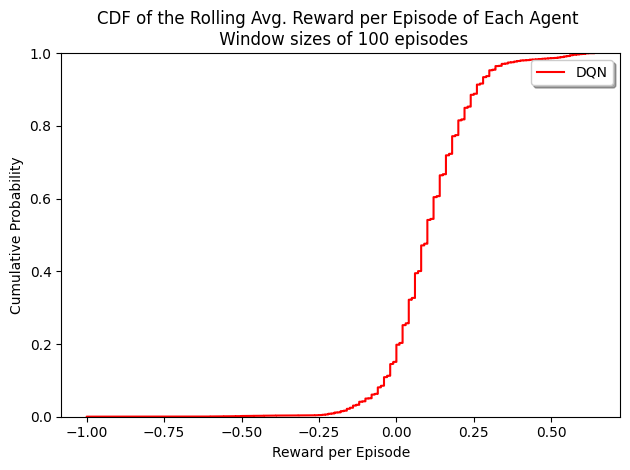 CDF of the Rolling Avg. Reward per Episode of Each Agent
Window sizes of 100 episodes
DQN
Cumulative Probability
1.0
0.8
0.6
0.4
0.2
0.0
−1.00
−0.75
−0.50
−0.25
0.00
0.25
0.50
Reward per Episode